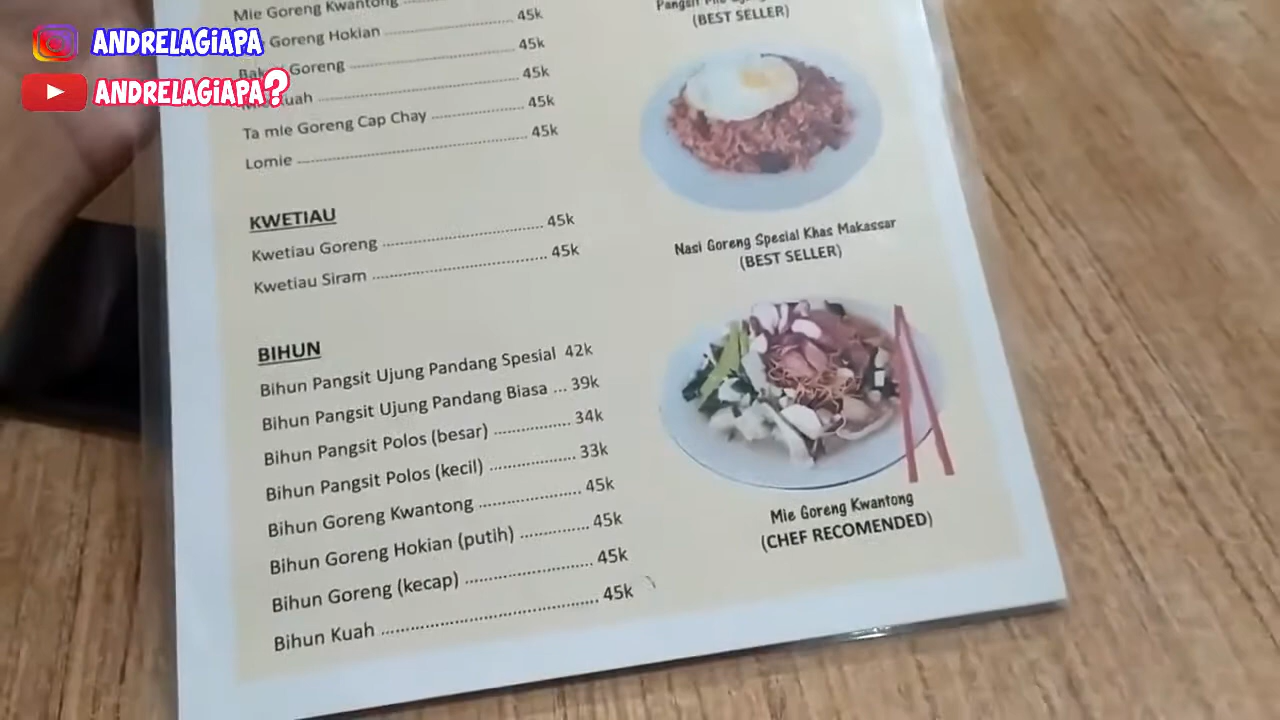 ANDRELAGiAPA
ANDRELAGiAPA?
Mie Goreng Kwantong
Goreng Hokian 45k
Goreng 45k
Kuah 45k
Ta mie Goreng Cap Chay 45k
Lomie 45k
KWETIAU
Kwetiau Goreng 45k
Kwetiau Siram 45k
BIHUN
Bihun Pangsit Ujung Pandang Spesial 42k
Bihun Pangsit Ujung Pandang Biasa ... 39k
Bihun Pangsit Polos (besar) 34k
Bihun Pangsit Polos (kecil) 33k
Bihun Goreng Kwantong 45k
Bihun Goreng Hokian (putih) 45k
Bihun Goreng (kecap) 45k
Bihun Kuah 45k
(BEST SELLER)
Nasi Goreng Spesial Khas Makassar
(BEST SELLER)
Mie Goreng Kwantong
(CHEF RECOMENDED)